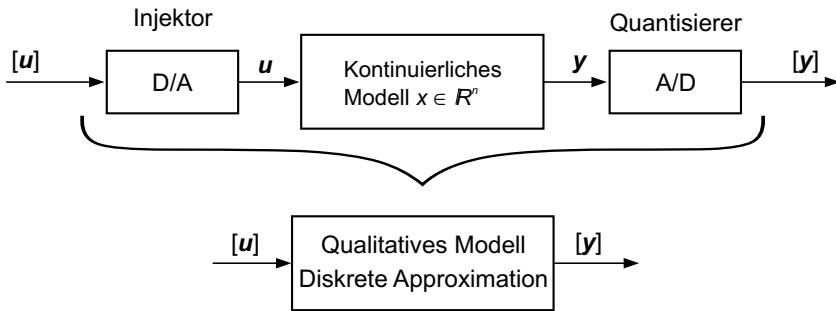 Injektor
Quantisierer
[u]
D/A
u
Kontinuierliches
Modell x ∈ ℝⁿ
y
A/D
[y]
[u]
Qualitatives Modell
Diskrete Approximation
[y]